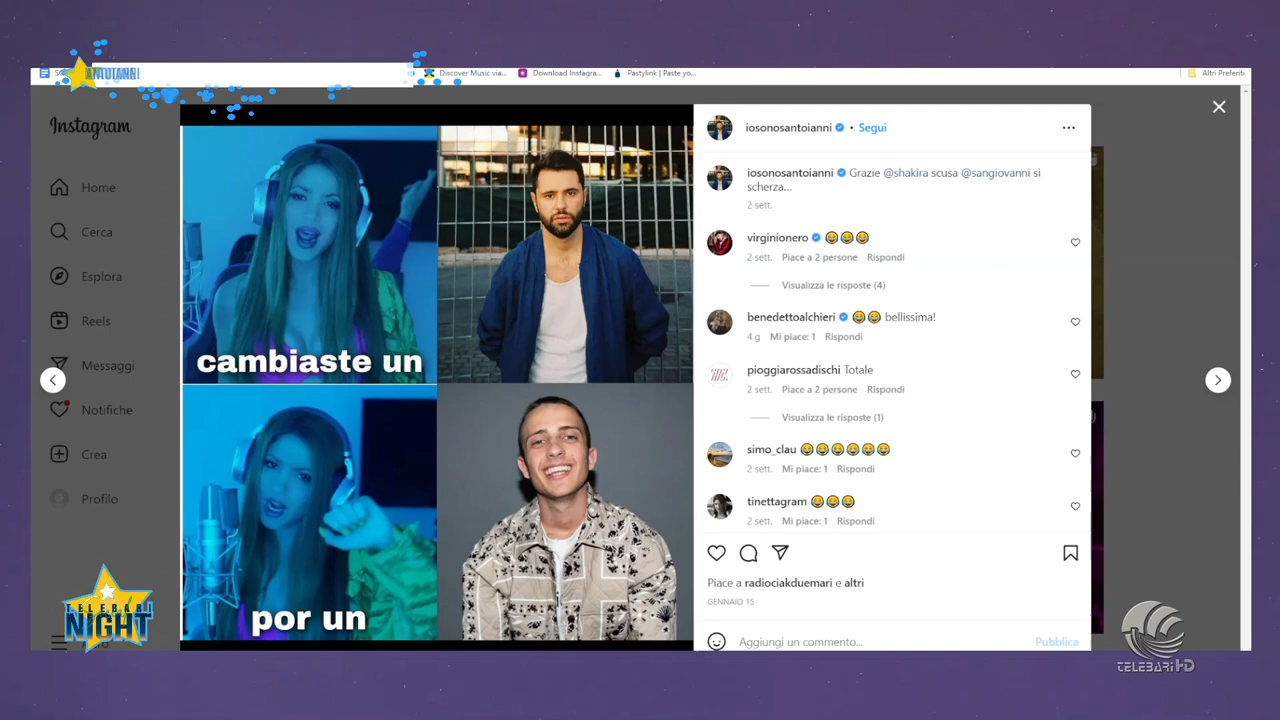 Discover Music via...
Download Instagra...
Pastylink | Paste yo...
Altri Preferiti
Instagram
Home
Cerca
Esplora
Reels
Messaggi
Notifiche
Crea
Profilo
cambiaste un
por un
iosonosantoianni • Segui
iosonosantoianni Grazie @shakira scusa @sangiovanni si
scherza...
2 sett.
virginionero 😂😂😂
2 sett. Piace a 2 persone Rispondi
Visualizza le risposte (4)
benedettoalchieri 😂😂 bellissima!
4 g Mi piace: 1 Rispondi
pioggiarossadischi Totale
2 sett. Piace a 2 persone Rispondi
Visualizza le risposte (1)
simo_clau 😂😂😂😂😂😂
2 sett. Mi piace: 1 Rispondi
tinettagram 😂😂😂
2 sett. Mi piace: 1 Rispondi
Piace a radiociakduemari e altri
GENNAIO 15
Aggiungi un commento... Pubblica
TELEBARI
NIGHT
TELEBARI HD